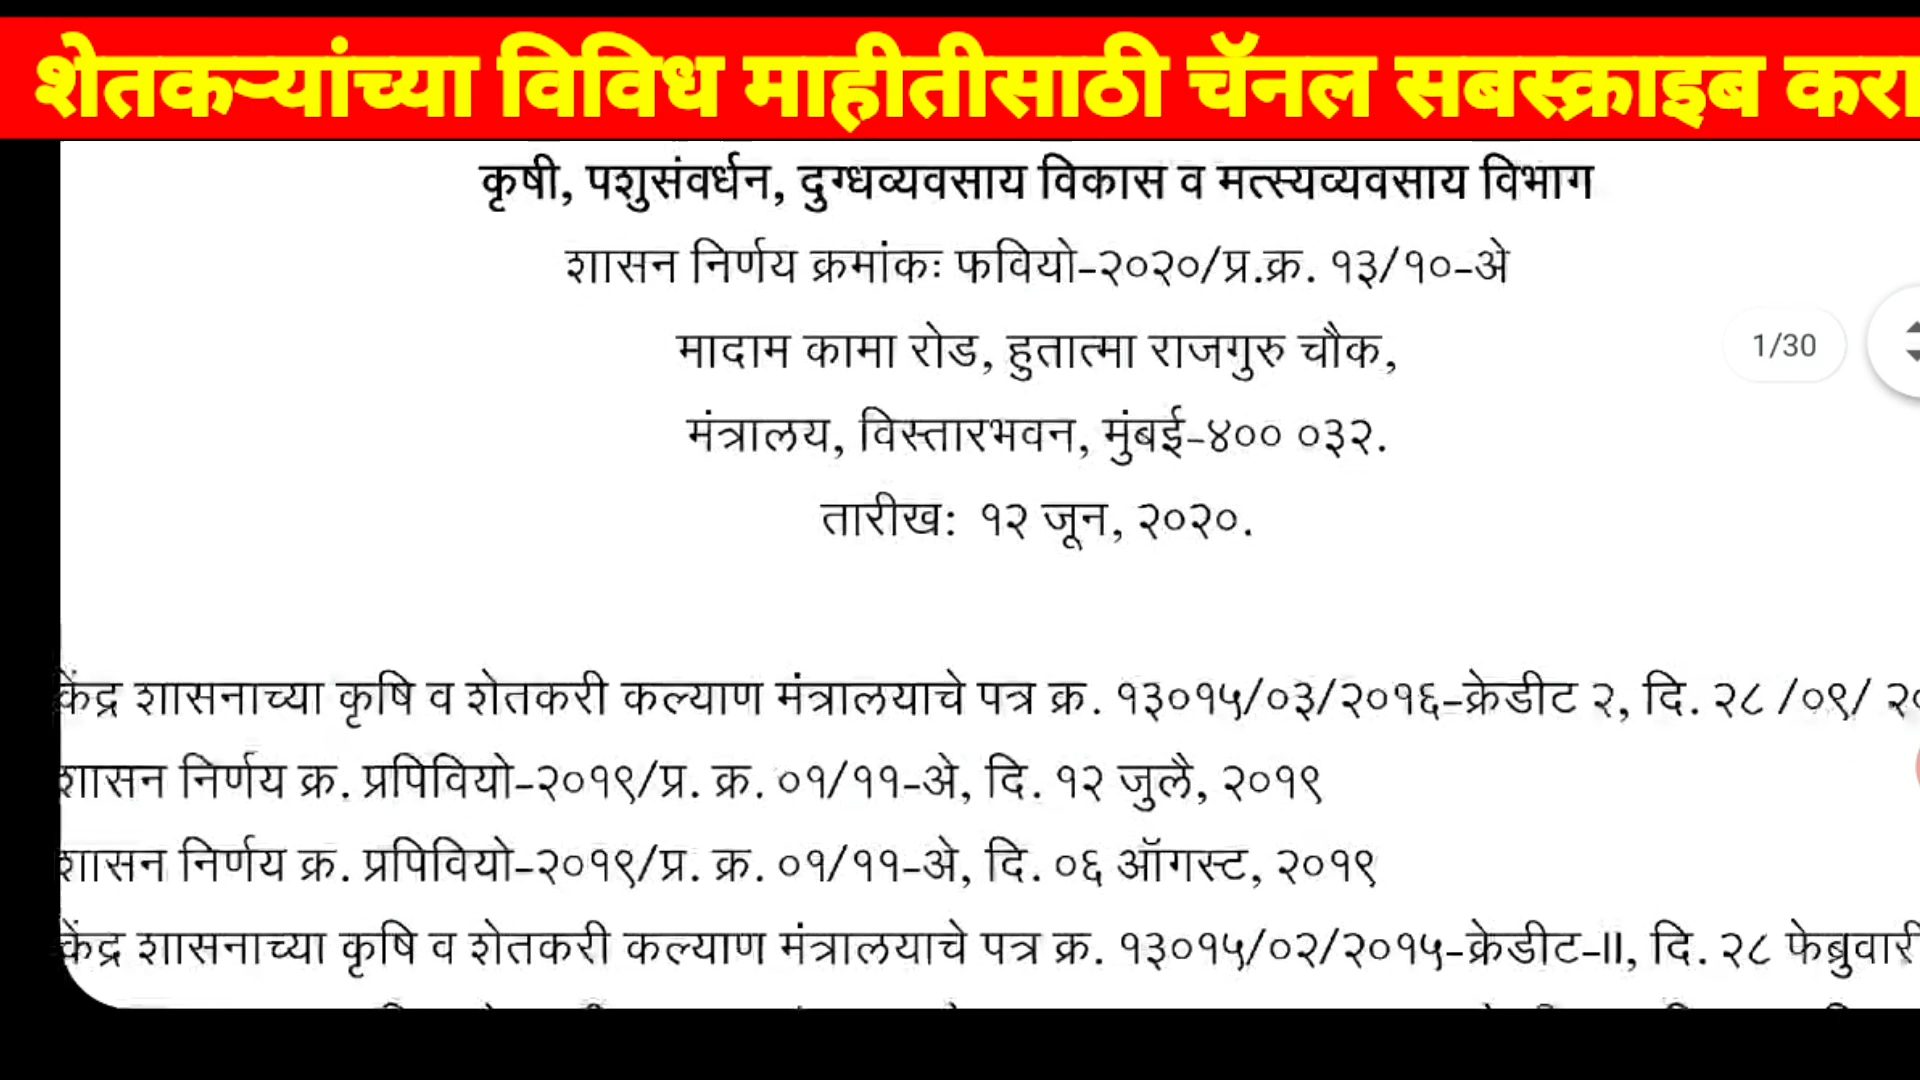 शेतकऱ्यांच्या विविध माहीतीसाठी चॅनल सबस्क्राइब करा
कृषी, पशुसंवर्धन, दुग्धव्यवसाय विकास व मत्स्यव्यवसाय विभाग
शासन निर्णय क्रमांकः फवियो-२०२०/प्र.क्र. १३/१०-अे
मादाम कामा रोड, हुतात्मा राजगुरु चौक,
1/30
मंत्रालय, विस्तारभवन, मुंबई-४०० ०३२.
तारीख: १२ जून, २०२०.
केंद्र शासनाच्या कृषि व शेतकरी कल्याण मंत्रालयाचे पत्र क्र. १३०१५/०३/२०१६-क्रेडीट २, दि. २८ /०९/
शासन निर्णय क्र. प्रपिवियो-२०१९/प्र. क्र. ०१/११-अे, दि. १२ जुलै, २०१९
शासन निर्णय क्र. प्रपिवियो-२०१९/प्र. क्र. ०१/११-अे, दि. ०६ ऑगस्ट, २०१९
केंद्र शासनाच्या कृषि व शेतकरी कल्याण मंत्रालयाचे पत्र क्र. १३०१५/०२/२०१५-क्रेडीट-II, दि. २८ फेब्रुवारी